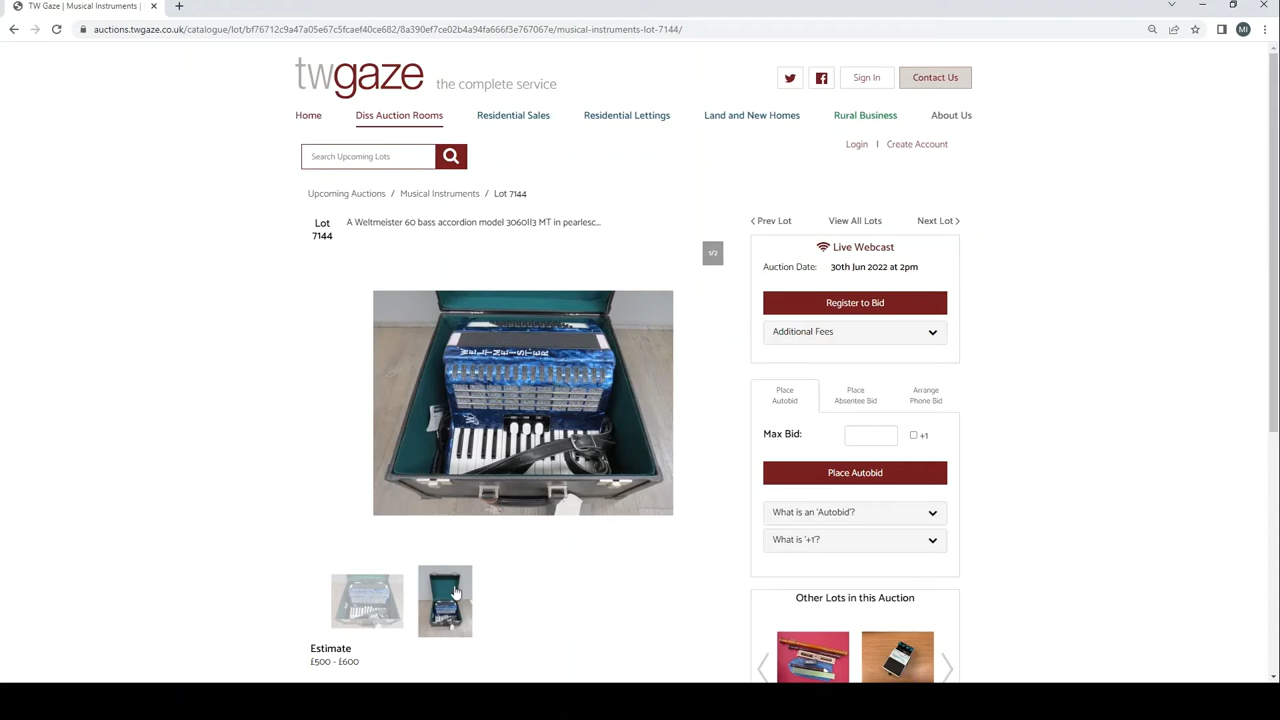 TW Gaze | Musical Instruments |
auctions.twgaze.co.uk/catalogue/lot/bf76712c9a47a05e67c5fcaef40ce682/8a390ef7ce02b4a94fa666f3e767067e/musical-instruments-lot-7144/
MI
twgaze the complete service
Sign In
Contact Us
Home
Diss Auction Rooms
Residential Sales
Residential Lettings
Land and New Homes
Rural Business
About Us
Login | Create Account
Search Upcoming Lots
Upcoming Auctions / Musical Instruments / Lot 7144
Lot
7144
A Weltmeister 60 bass accordion model 3060II3 MT in pearlesc...
1/2
WELTMEISTER
Estimate
£500 - £600
Prev Lot
View All Lots
Next Lot
Live Webcast
Auction Date: 30th Jun 2022 at 2pm
Register to Bid
Additional Fees
Place
Autobid
Place
Absentee Bid
Arrange
Phone Bid
Max Bid:
+1
Place Autobid
What is an 'Autobid'?
What is '+1'?
Other Lots in this Auction